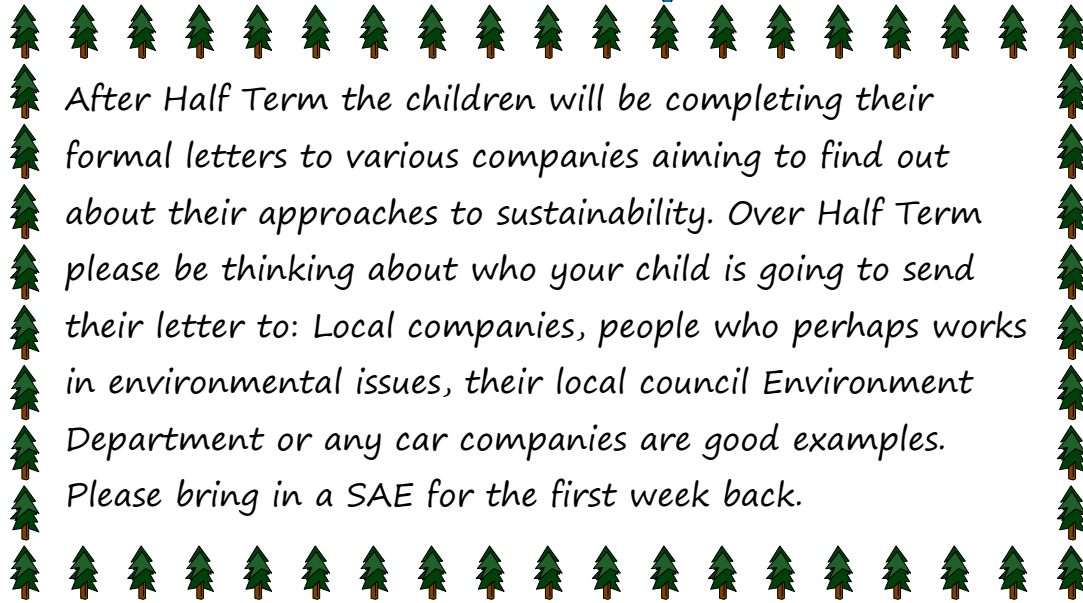 After Half Term the children will be completing their
formal letters to various companies aiming to find out
about their approaches to sustainability. Over Half Term
please be thinking about who your child is going to send
their letter to: Local companies, people who perhaps works
in environmental issues, their local council Environment
Department or any car companies are good examples.
Please bring in a SAE for the first week back.